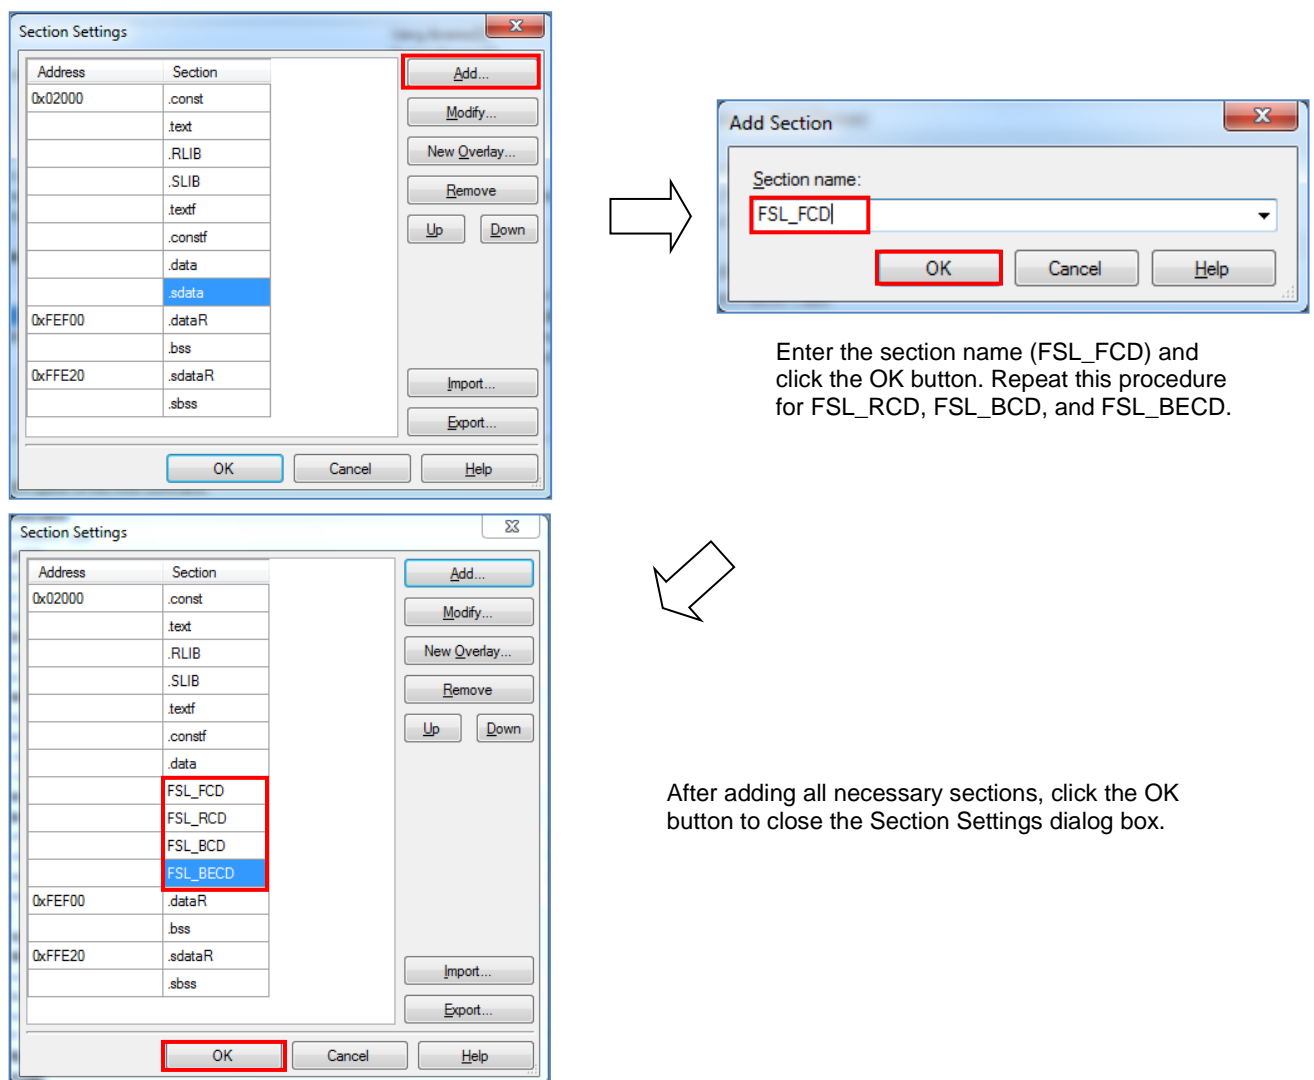 Section Settings
Address Section
0x02000 .const
.text
.RLIB
.SLIB
.textf
.constf
.data
.sdata
0xFEF00 .dataR
.bss
0xFFE20 .sdataR
.sbss
Add...
Modify...
New Overlay...
Remove
Up Down
Import...
Export...
OK Cancel Help
Add Section
Section name:
FSL_FCD
OK Cancel Help
Enter the section name (FSL_FCD) and
click the OK button. Repeat this procedure
for FSL_RCD, FSL_BCD, and FSL_BECD.
Section Settings
Address Section
0x02000 .const
.text
.RLIB
.SLIB
.textf
.constf
.data
FSL_FCD
FSL_RCD
FSL_BCD
FSL_BECD
0xFEF00 .dataR
.bss
0xFFE20 .sdataR
.sbss
Add...
Modify...
New Overlay...
Remove
Up Down
Import...
Export...
OK Cancel Help
After adding all necessary sections, click the OK
button to close the Section Settings dialog box.